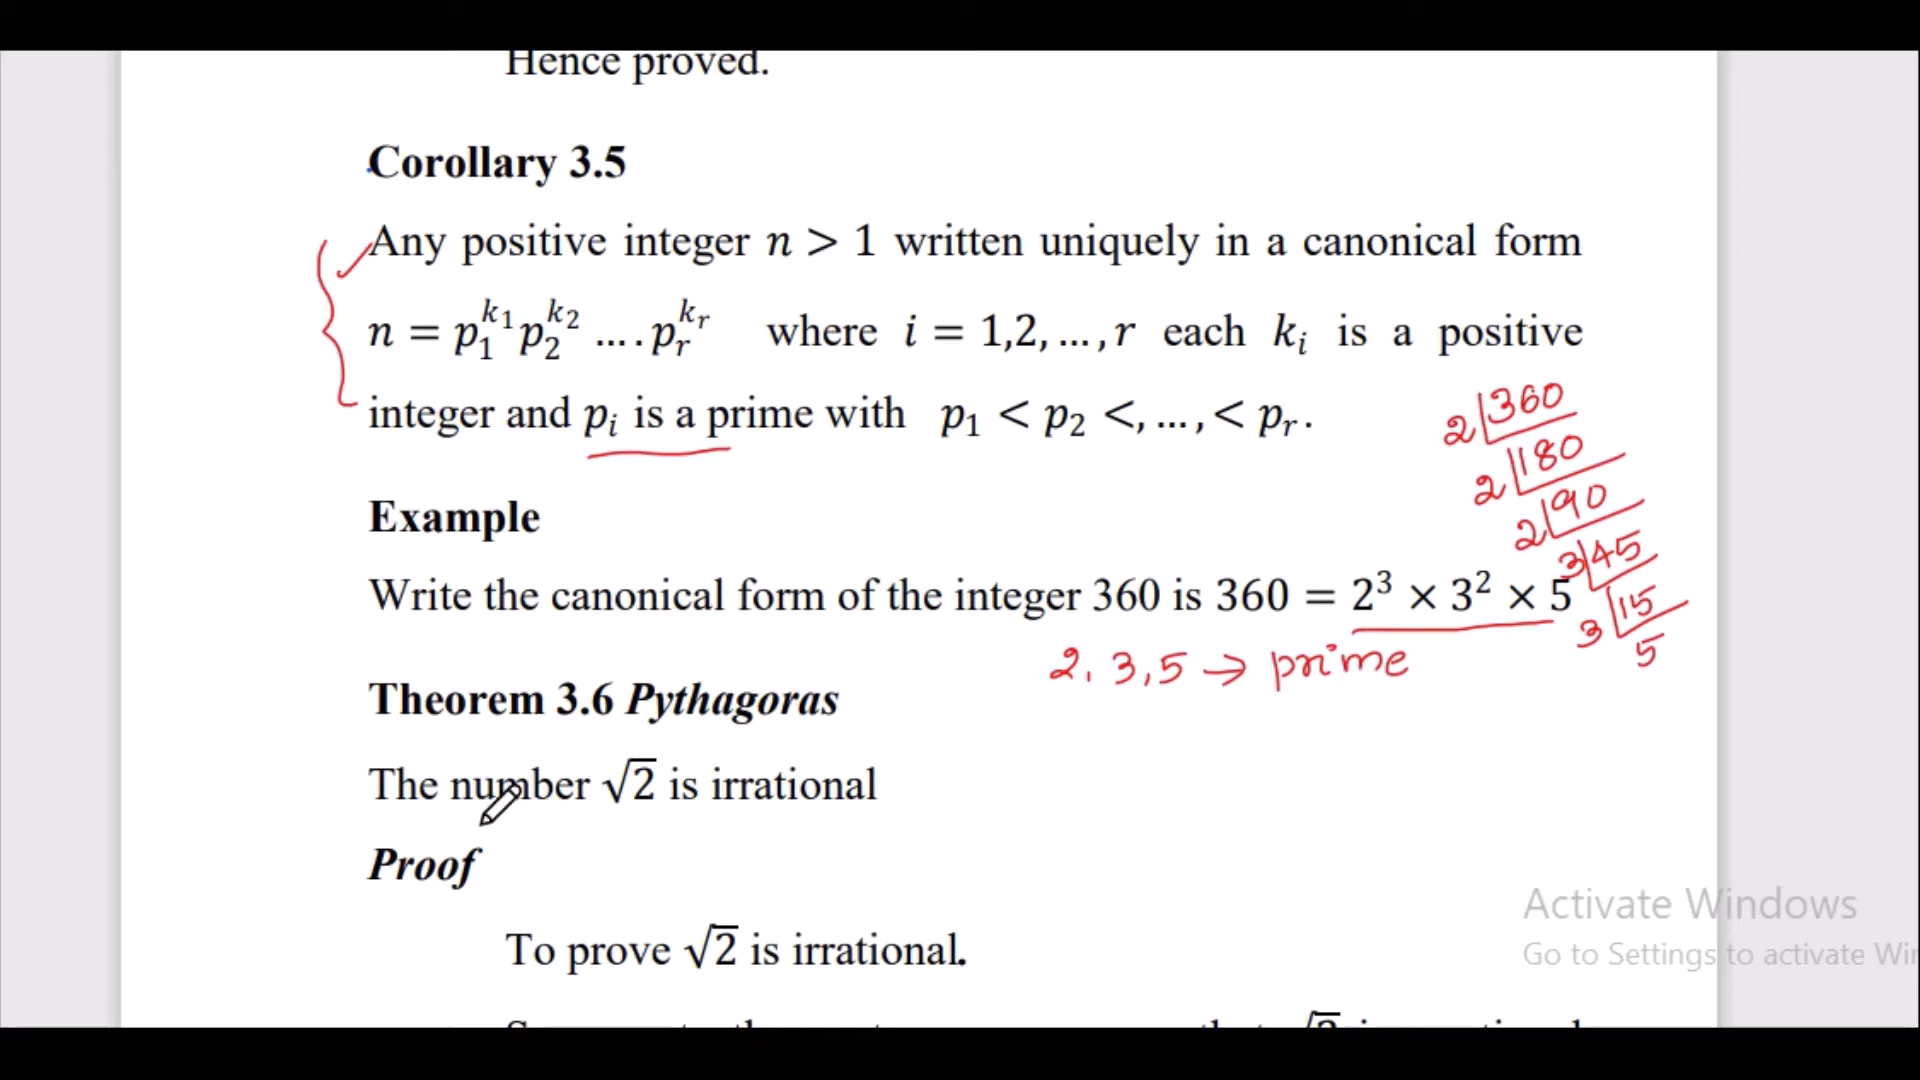 Hence proved.
Corollary 3.5
Any positive integer n > 1 written uniquely in a canonical form
n = p₁^k₁ p₂^k₂ .... pᵣ^kᵣ where i = 1,2, ..., r each kᵢ is a positive
integer and pᵢ is a prime with p₁ < p₂ <, ..., < pᵣ.
2 360
2 180
2 90
3 45
3 15
5
Example
Write the canonical form of the integer 360 is 360 = 2³ × 3² × 5
2, 3, 5 → prime
Theorem 3.6 Pythagoras
The number √2 is irrational
Proof
To prove √2 is irrational.
Activate Windows
Go to Settings to activate Wi